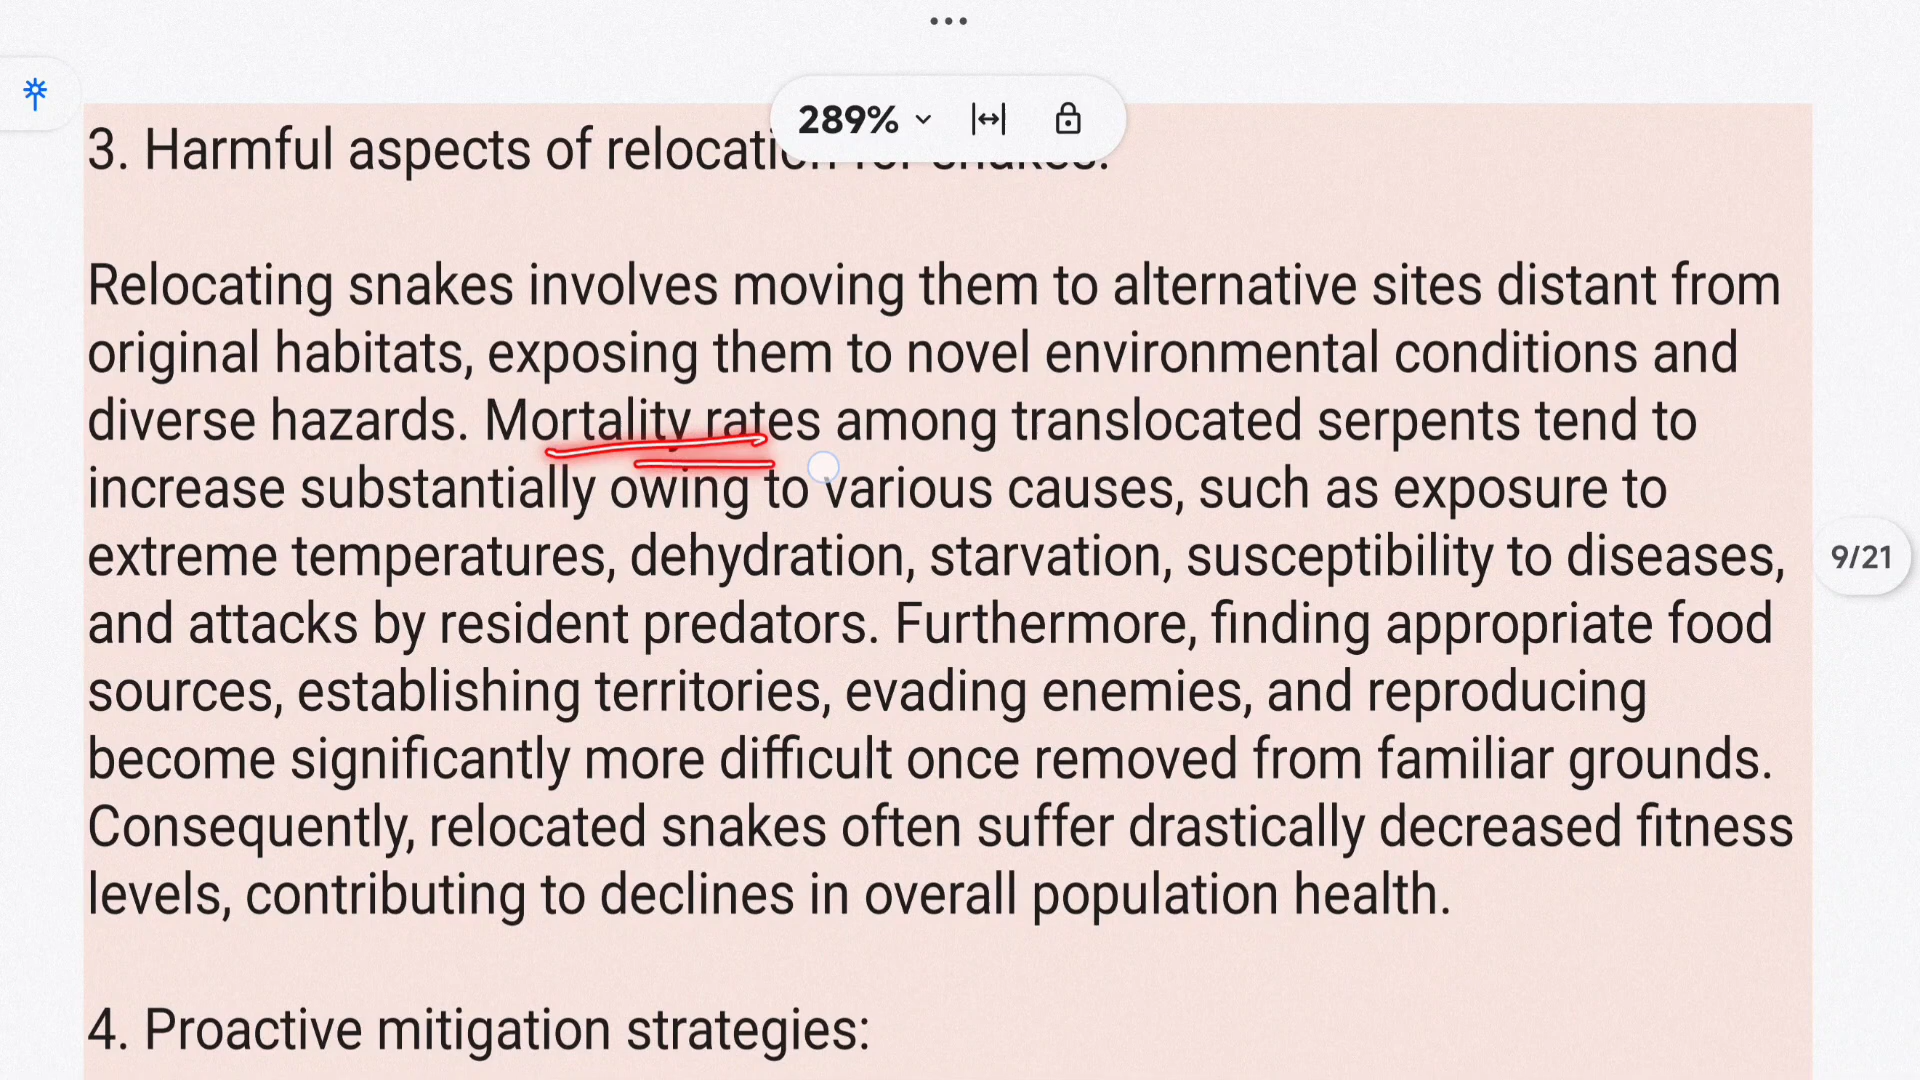 289%
3. Harmful aspects of relocation for snakes:
Relocating snakes involves moving them to alternative sites distant from
original habitats, exposing them to novel environmental conditions and
diverse hazards. Mortality rates among translocated serpents tend to
increase substantially owing to various causes, such as exposure to
extreme temperatures, dehydration, starvation, susceptibility to diseases,
and attacks by resident predators. Furthermore, finding appropriate food
sources, establishing territories, evading enemies, and reproducing
become significantly more difficult once removed from familiar grounds.
Consequently, relocated snakes often suffer drastically decreased fitness
levels, contributing to declines in overall population health.
9/21
4. Proactive mitigation strategies: